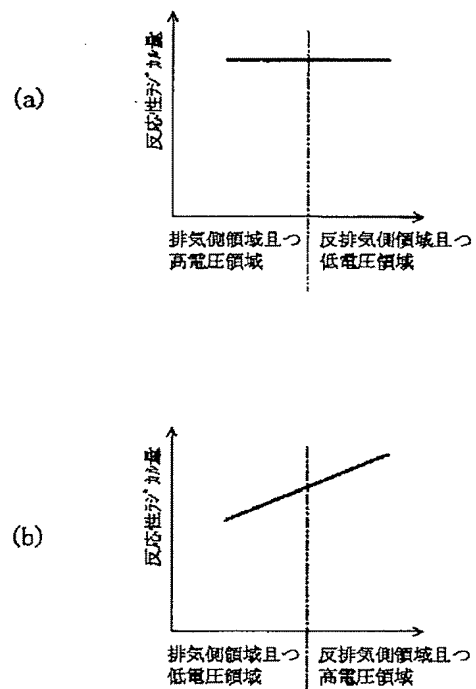 (a)
反応性ラジカル量
排気側領域且つ 反排気側領域且つ
高電圧領域 低電圧領域
(b)
反応性ラジカル量
排気側領域且つ 反排気側領域且つ
低電圧領域 高電圧領域